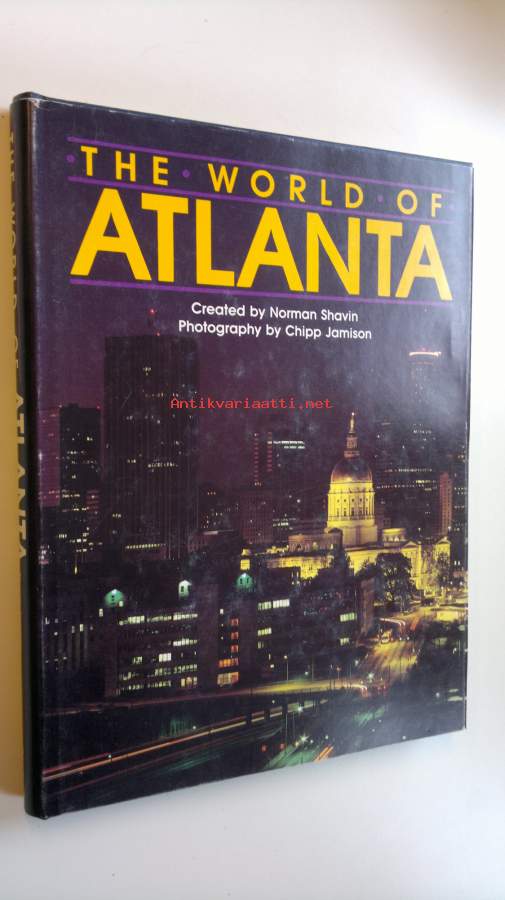 · THE · WORLD · OF ·
ATLANTA
Created by Norman Shavin
Photography by Chipp Jamison
Antikvariaatti.net
THE WORLD OF ATLANTA